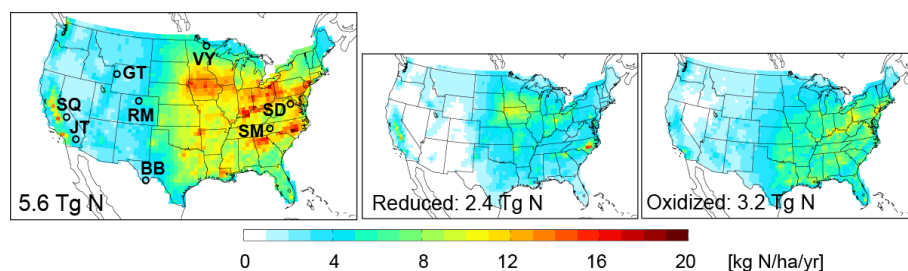 VY
GT
SQ
RM
SD
JT
SM
BB
5.6 Tg N
Reduced: 2.4 Tg N
Oxidized: 3.2 Tg N
0 4 8 12 16 20 [kg N/ha/yr]